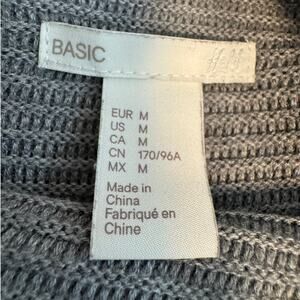 BASIC H&M
EUR M
US M
CA M
CN 170/96A
MX M
Made in
China
Fabriqué en
Chine